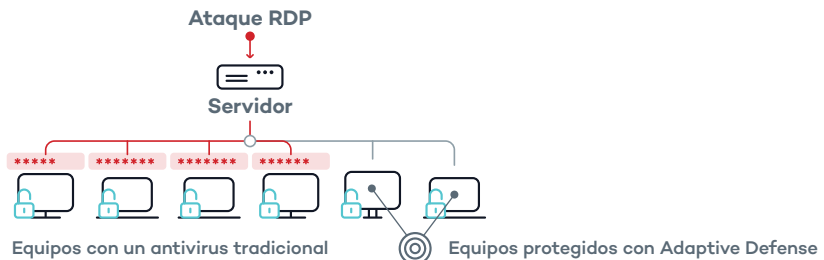 Ataque RDP
Servidor
***** ******* ******* ******
Equipos con un antivirus tradicional
Equipos protegidos con Adaptive Defense